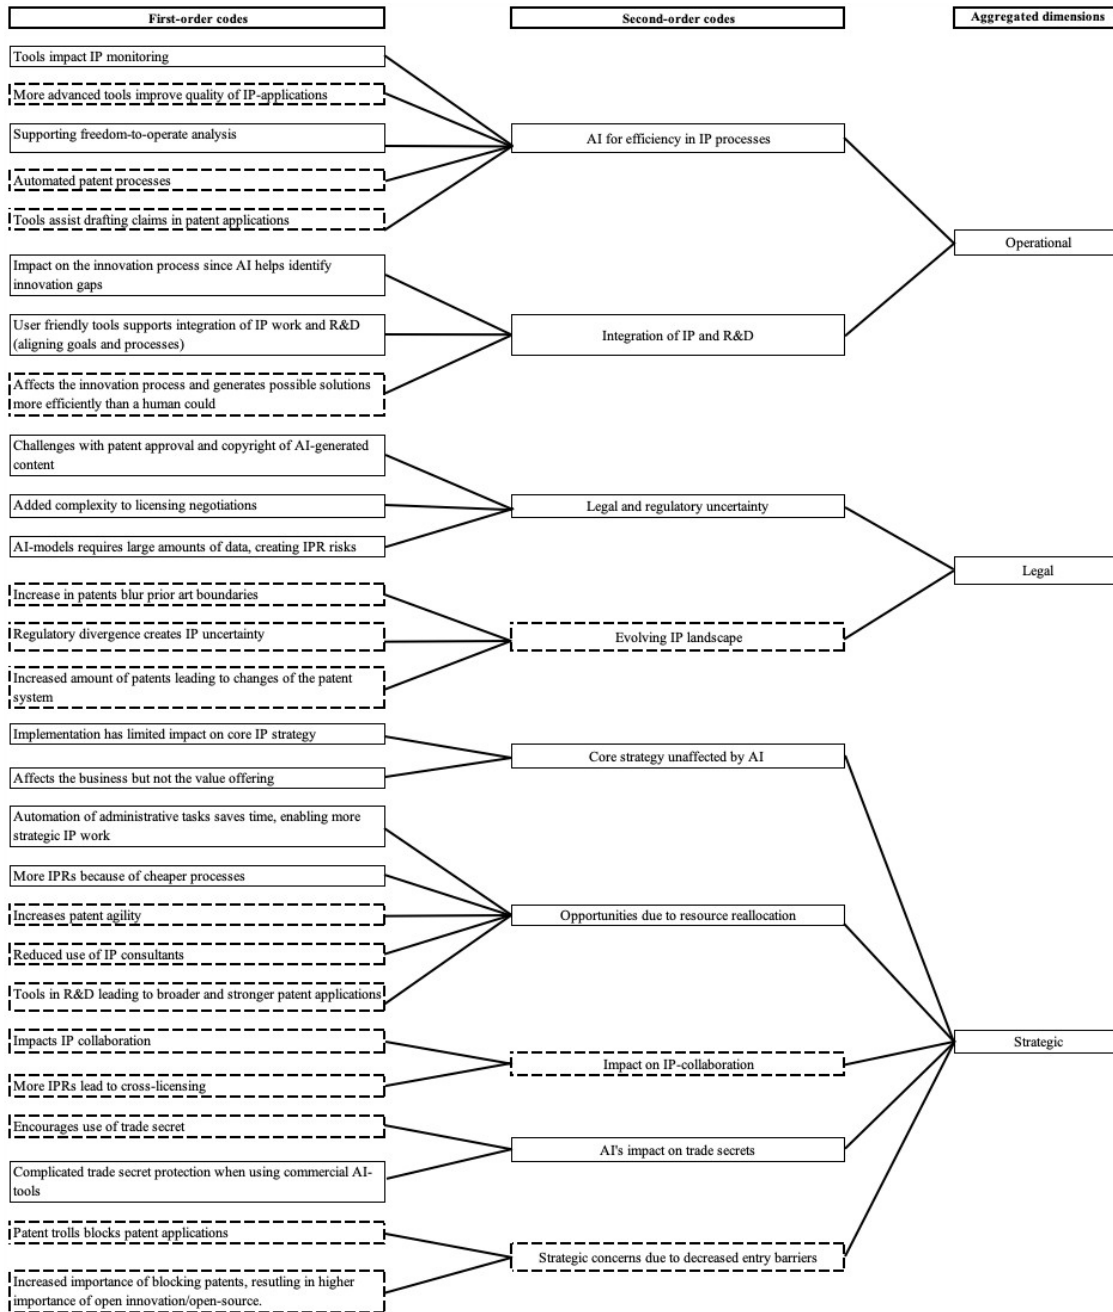 First-order codes
Second-order codes
Aggregated dimensions
Tools impact IP monitoring
More advanced tools improve quality of IP-applications
Supporting freedom-to-operate analysis
Automated patent processes
Tools assist drafting claims in patent applications
AI for efficiency in IP processes
Impact on the innovation process since AI helps identify
innovation gaps
User friendly tools supports integration of IP work and R&D
(aligning goals and processes)
Affects the innovation process and generates possible solutions
more efficiently than a human could
Integration of IP and R&D
Operational
Challenges with patent approval and copyright of AI-generated
content
Added complexity to licensing negotiations
AI-models requires large amounts of data, creating IPR risks
Legal and regulatory uncertainty
Increase in patents blur prior art boundaries
Regulatory divergence creates IP uncertainty
Increased amount of patents leading to changes of the patent
system
Evolving IP landscape
Legal
Implementation has limited impact on core IP strategy
Affects the business but not the value offering
Core strategy unaffected by AI
Automation of administrative tasks saves time, enabling more
strategic IP work
More IPRs because of cheaper processes
Increases patent agility
Reduced use of IP consultants
Tools in R&D leading to broader and stronger patent applications
Opportunities due to resource reallocation
Impacts IP collaboration
More IPRs lead to cross-licensing
Impact on IP-collaboration
Encourages use of trade secret
Complicated trade secret protection when using commercial AI-
tools
AI's impact on trade secrets
Patent trolls blocks patent applications
Increased importance of blocking patents, resutling in higher
importance of open innovation/open-source.
Strategic concerns due to decreased entry barriers
Strategic